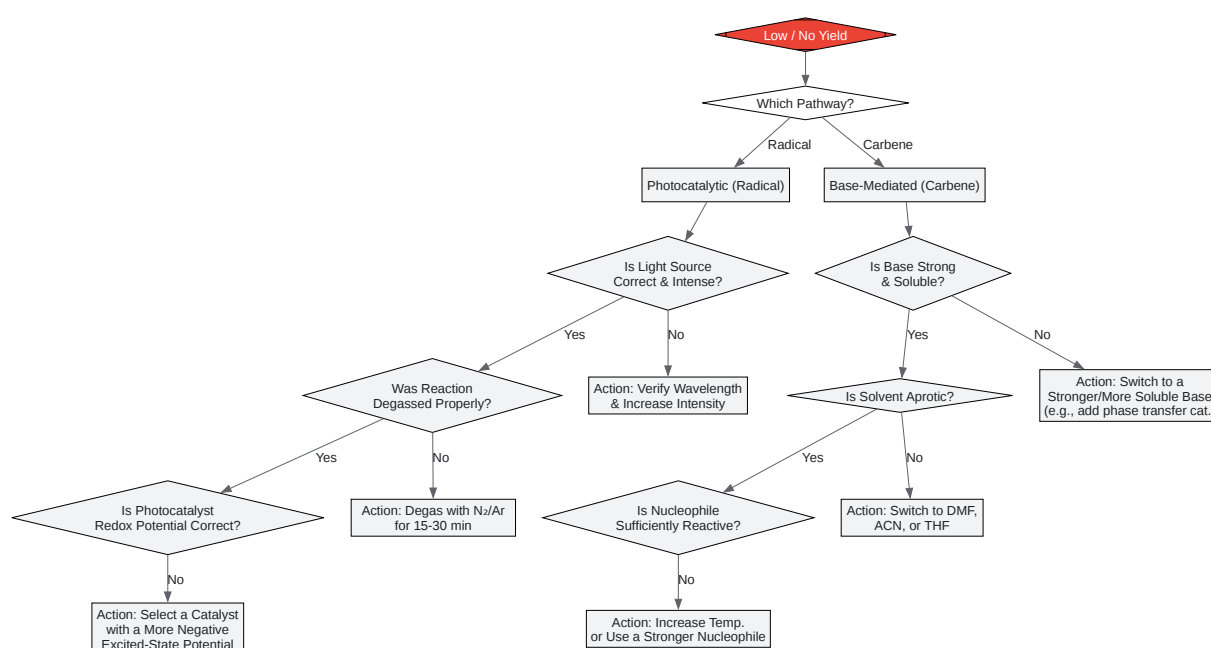 Low / No Yield
Which Pathway?
Radical
Carbene
Photocatalytic (Radical)
Base-Mediated (Carbene)
Is Light Source
Correct & Intense?
Is Base Strong
& Soluble?
Yes
No
Yes
No
Was Reaction
Degassed Properly?
Action: Verify Wavelength
& Increase Intensity
Is Solvent Aprotic?
Action: Switch to a
Stronger/More Soluble Base
(e.g., add phase transfer cat.
Yes
No
Yes
No
Is Photocatalyst
Redox Potential Correct?
Action: Degas with N₂/Ar
for 15-30 min
Is Nucleophile
Sufficiently Reactive?
Action: Switch to DMF,
ACN, or THF
No
No
Action: Select a Catalyst
with a More Negative
Excited-State Potential
Action: Increase Temp.
or Use a Stronger Nucleophile